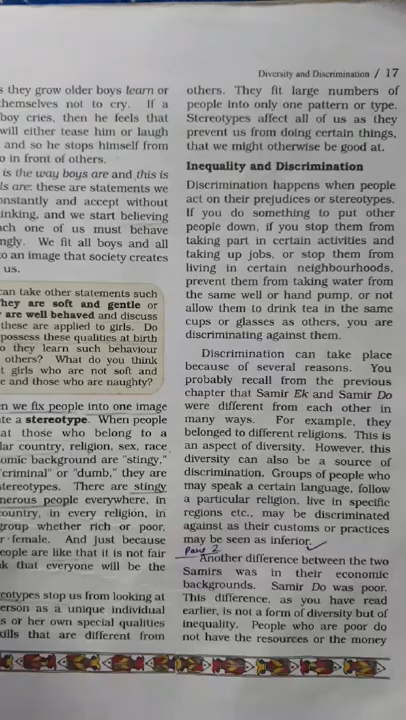 Diversity and Discrimination / 17
s they grow older boys learn or
themselves not to cry. If a
boy cries, then he feels that
will either tease him or laugh
and so he stops himself from
o in front of others.
is the way boys are and this is
ls are: these are statements we
onstantly and accept without
inking, and we start believing
ach one of us must behave
ngly. We fit all boys and all
o an image that society creates
us.
can take other statements such
They are soft and gentle or
are well behaved and discuss
these are applied to girls. Do
possess these qualities at birth
o they learn such behaviour
others? What do you think
t girls who are not soft and
e and those who are naughty?
en we fix people into one image
ate a stereotype. When people
at those who belong to a
lar country, religion, sex, race
omic background are "stingy,"
"criminal" or "dumb," they are
stereotypes. There are stingy
nerous people everywhere, in
country, in every religion, in
group whether rich or poor,
r female. And just because
eople are like that it is not fair
k that everyone will be the
eotypes stop us from looking at
erson as a unique individual
s or her own special qualities
kills that are different from
others. They fit large numbers of
people into only one pattern or type.
Stereotypes affect all of us as they
prevent us from doing certain things,
that we might otherwise be good at.
Inequality and Discrimination
Discrimination happens when people
act on their prejudices or stereotypes.
If you do something to put other
people down, if you stop them from
taking part in certain activities and
taking up jobs, or stop them from
living in certain neighbourhoods,
prevent them from taking water from
the same well or hand pump, or not
allow them to drink tea in the same
cups or glasses as others, you are
discriminating against them.
Discrimination can take place
because of several reasons. You
probably recall from the previous
chapter that Samir Ek and Samir Do
were different from each other in
many ways. For example, they
belonged to different religions. This is
an aspect of diversity. However, this
diversity can also be a source of
discrimination. Groups of people who
may speak a certain language, follow
a particular religion, live in specific
regions etc., may be discriminated
against as their customs or practices
may be seen as inferior.
Another difference between the two
Samirs was in their economic
backgrounds. Samir Do was poor.
This difference, as you have read
earlier, is not a form of diversity but of
inequality. People who are poor do
not have the resources or the money